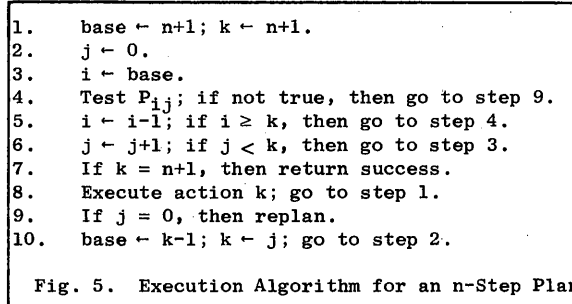 1. base ← n+1; k ← n+1.
2. j ← 0.
3. i ← base.
4. Test P_ij; if not true, then go to step 9.
5. i ← i-1; if i ≥ k, then go to step 4.
6. j ← j+1; if j < k, then go to step 3.
7. If k = n+1, then return success.
8. Execute action k; go to step 1.
9. If j = 0, then replan.
10. base ← k-1; k ← j; go to step 2.
Fig. 5. Execution Algorithm for an n-Step Plan